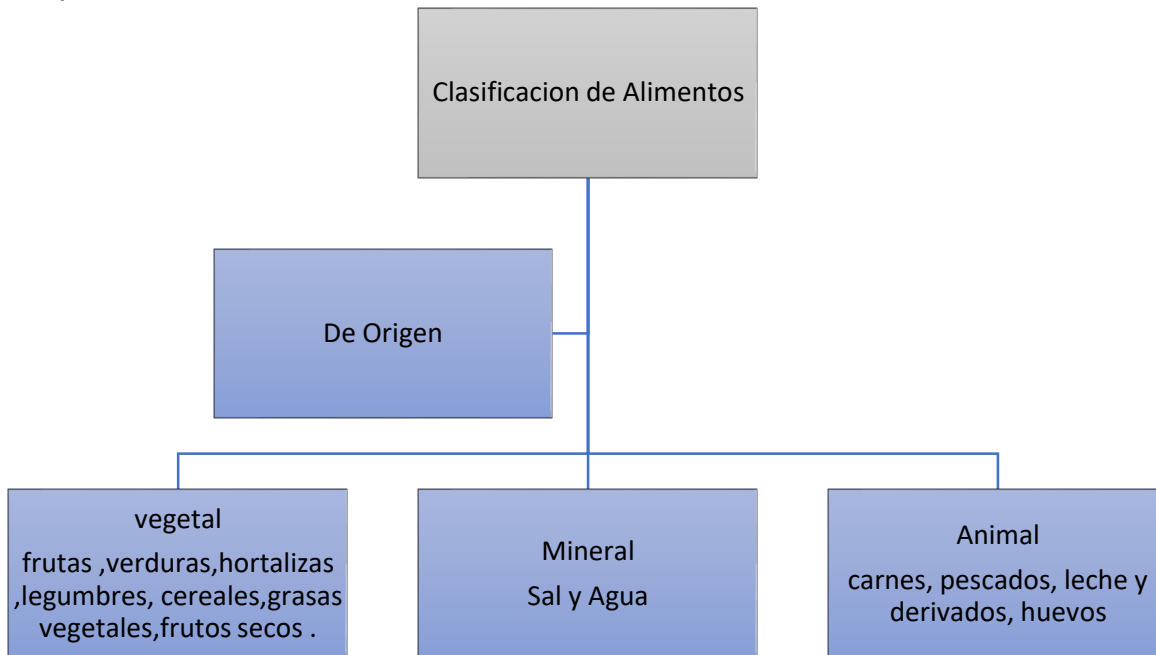 Clasificacion de Alimentos
De Origen
vegetal
frutas ,verduras,hortalizas
,legumbres, cereales,grasas
vegetales,frutos secos .
Mineral
Sal y Agua
Animal
carnes, pescados, leche y
derivados, huevos